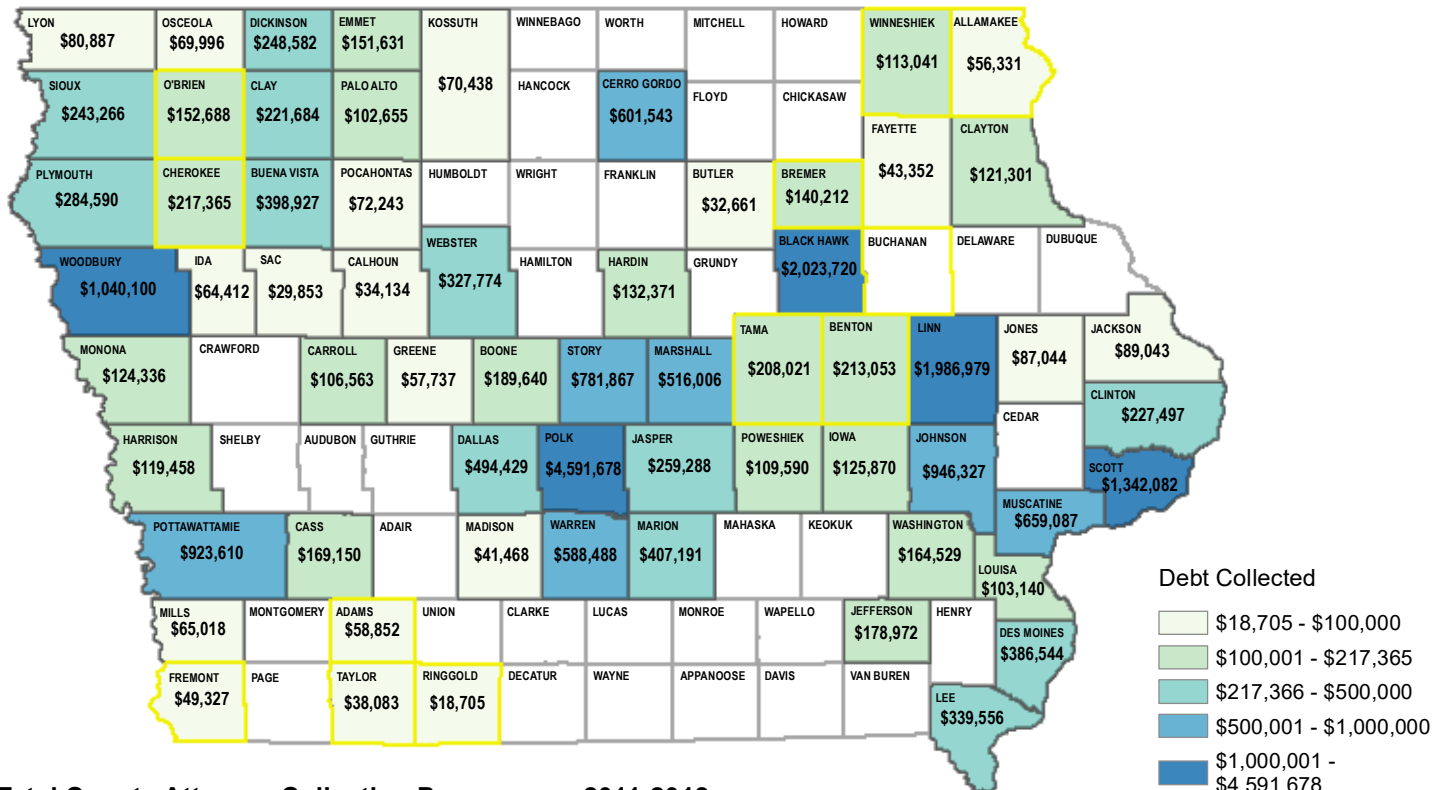 LYON
$80,887
OSCEOLA
$69,996
DICKINSON
$248,582
EMMET
$151,631
KOSSUTH
$70,438
WINNEBAGO
WORTH
MITCHELL
HOWARD
WINNESHIEK
$113,041
ALLAMAKEE
$56,331
SIOUX
$243,266
O'BRIEN
$152,688
CLAY
$221,684
PALO ALTO
$102,655
HANCOCK
CERRO GORDO
$601,543
FLOYD
CHICKASAW
FAYETTE
$43,352
CLAYTON
$121,301
PLYMOUTH
$284,590
CHEROKEE
$217,365
BUENA VISTA
$398,927
POCAHONTAS
$72,243
HUMBOLDT
WRIGHT
FRANKLIN
BUTLER
$32,661
BREMER
$140,212
WOODBURY
$1,040,100
IDA
$64,412
SAC
$29,853
CALHOUN
$34,134
WEBSTER
$327,774
HAMILTON
HARDIN
$132,371
GRUNDY
BLACK HAWK
$2,023,720
BUCHANAN
DELAWARE
DUBUQUE
MONONA
$124,336
CRAWFORD
CARROLL
$106,563
GREENE
$57,737
BOONE
$189,640
STORY
$781,867
MARSHALL
$516,006
TAMA
$208,021
BENTON
$213,053
LINN
$1,986,979
JONES
$87,044
JACKSON
$89,043
CLINTON
$227,497
CEDAR
HARRISON
$119,458
SHELBY
AUDUBON
GUTHRIE
DALLAS
$494,429
POLK
$4,591,678
JASPER
$259,288
POWESHIEK
$109,590
IOWA
$125,870
JOHNSON
$946,327
SCOTT
$1,342,082
MUSCATINE
$659,087
POTTAWATTAMIE
$923,610
CASS
$169,150
ADAIR
MADISON
$41,468
WARREN
$588,488
MARION
$407,191
MAHASKA
KEOKUK
WASHINGTON
$164,529
LOUISA
$103,140
MILLS
$65,018
MONTGOMERY
ADAMS
$58,852
UNION
CLARKE
LUCAS
MONROE
WAPELLO
JEFFERSON
$178,972
HENRY
DES MOINES
$386,544
FREMONT
$49,327
PAGE
TAYLOR
$38,083
RINGGOLD
$18,705
DECATUR
WAYNE
APPANOOSE
DAVIS
VAN BUREN
LEE
$339,556
Debt Collected
$18,705 - $100,000
$100,001 - $217,365
$217,366 - $500,000
$500,001 - $1,000,000
$1,000,001 -
$4,591,678